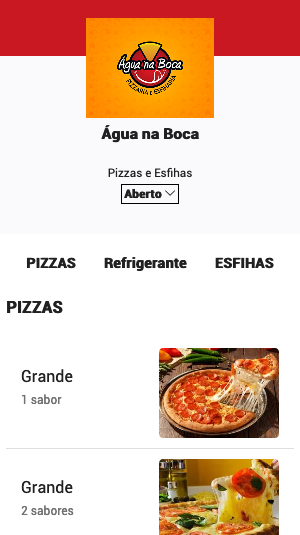 Água na Boca
PIZZARIA E ESFIHARIA
Água na Boca
Pizzas e Esfihas
Aberto
PIZZAS Refrigerante ESFIHAS
PIZZAS
Grande
1 sabor
Grande
2 sabores